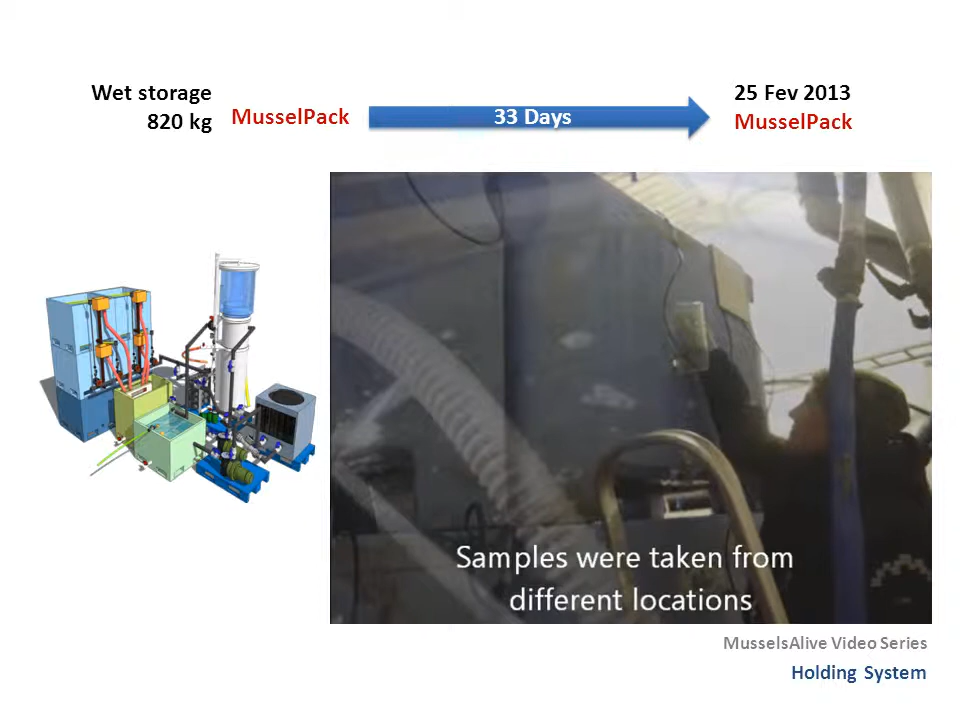 Wet storage
820 kg
MusselPack
33 Days
25 Fev 2013
MusselPack
Samples were taken from
different locations
MusselsAlive Video Series
Holding System